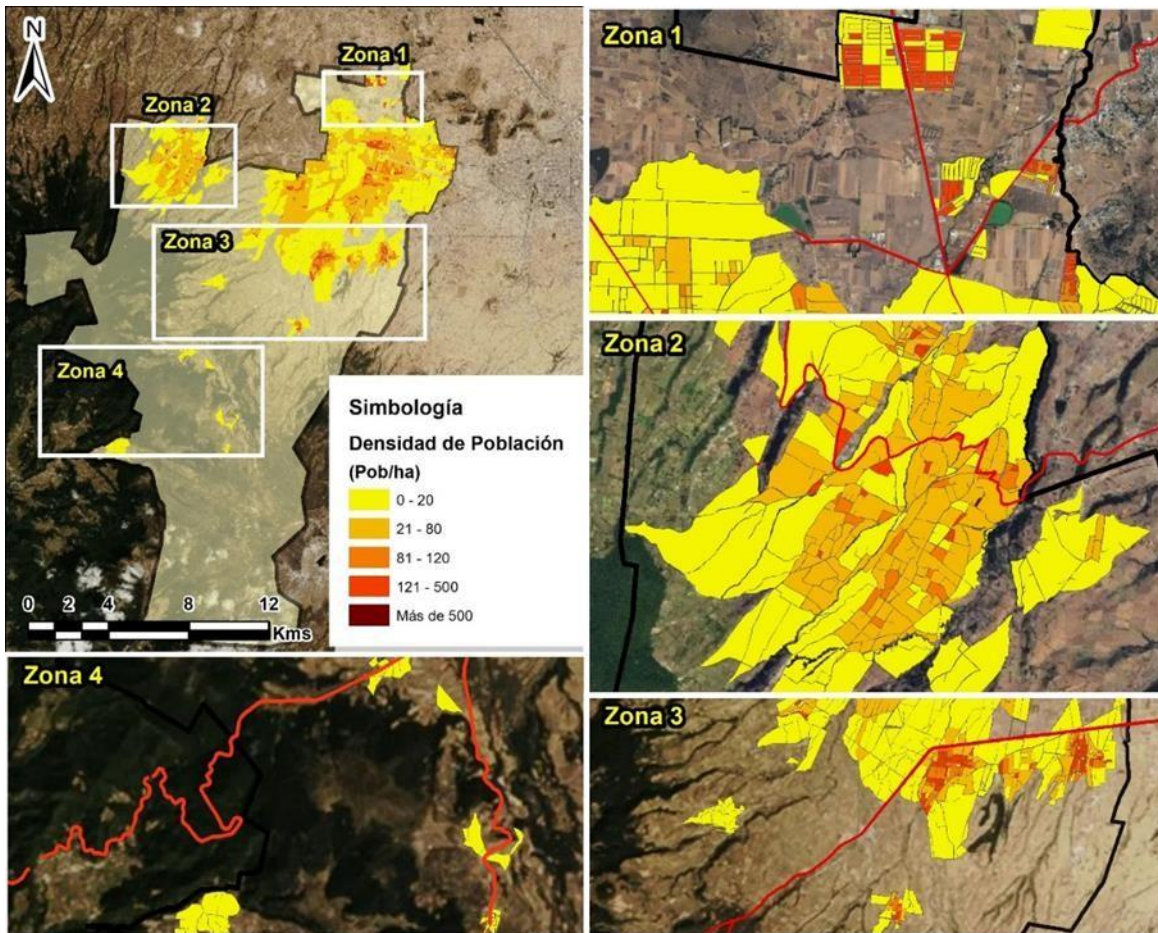 N
Zona 1
Zona 2
Zona 3
Zona 4
Simbología
Densidad de Población
(Pob/ha)
0 - 20
21 - 80
81 - 120
121 - 500
Más de 500
0 2 4 8 12
Kms
Zona 1
Zona 2
Zona 4
Zona 3